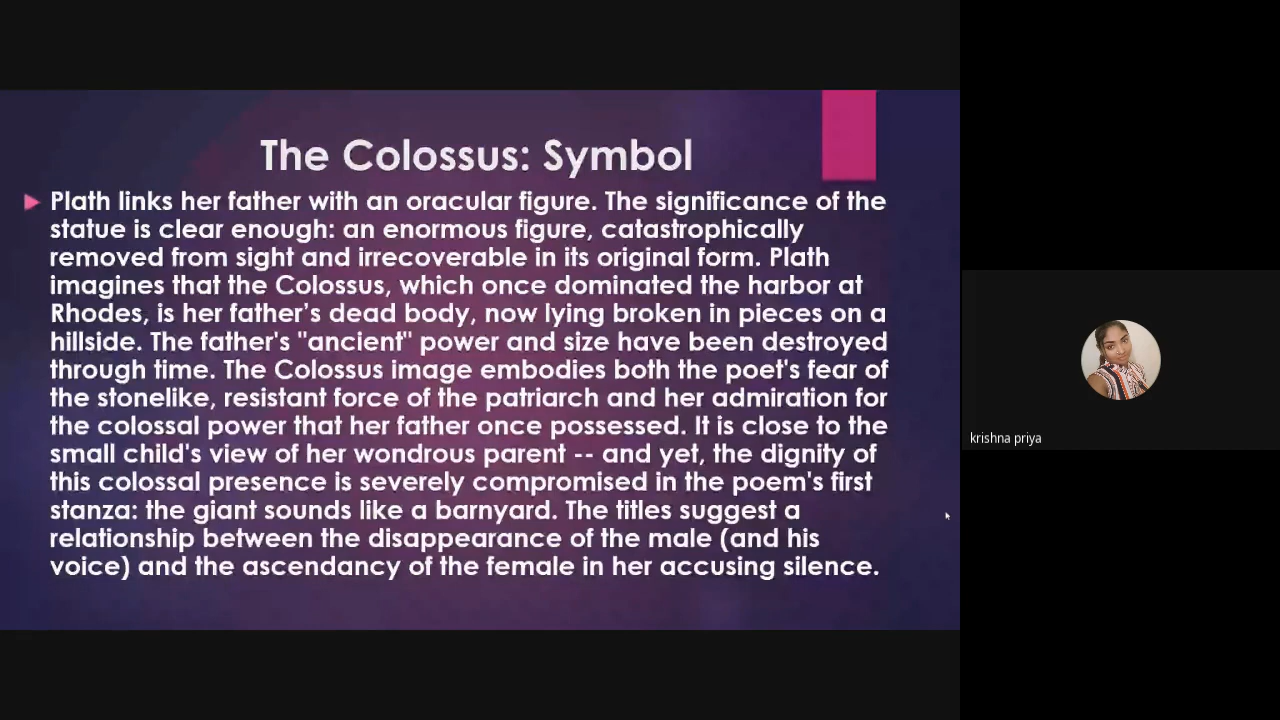 The Colossus: Symbol
Plath links her father with an oracular figure. The significance of the
statue is clear enough: an enormous figure, catastrophically
removed from sight and irrecoverable in its original form. Plath
imagines that the Colossus, which once dominated the harbor at
Rhodes, is her father's dead body, now lying broken in pieces on a
hillside. The father's "ancient" power and size have been destroyed
through time. The Colossus image embodies both the poet's fear of
the stonelike, resistant force of the patriarch and her admiration for
the colossal power that her father once possessed. It is close to the
small child's view of her wondrous parent -- and yet, the dignity of
this colossal presence is severely compromised in the poem's first
stanza: the giant sounds like a barnyard. The titles suggest a
relationship between the disappearance of the male (and his
voice) and the ascendancy of the female in her accusing silence.
krishna priya